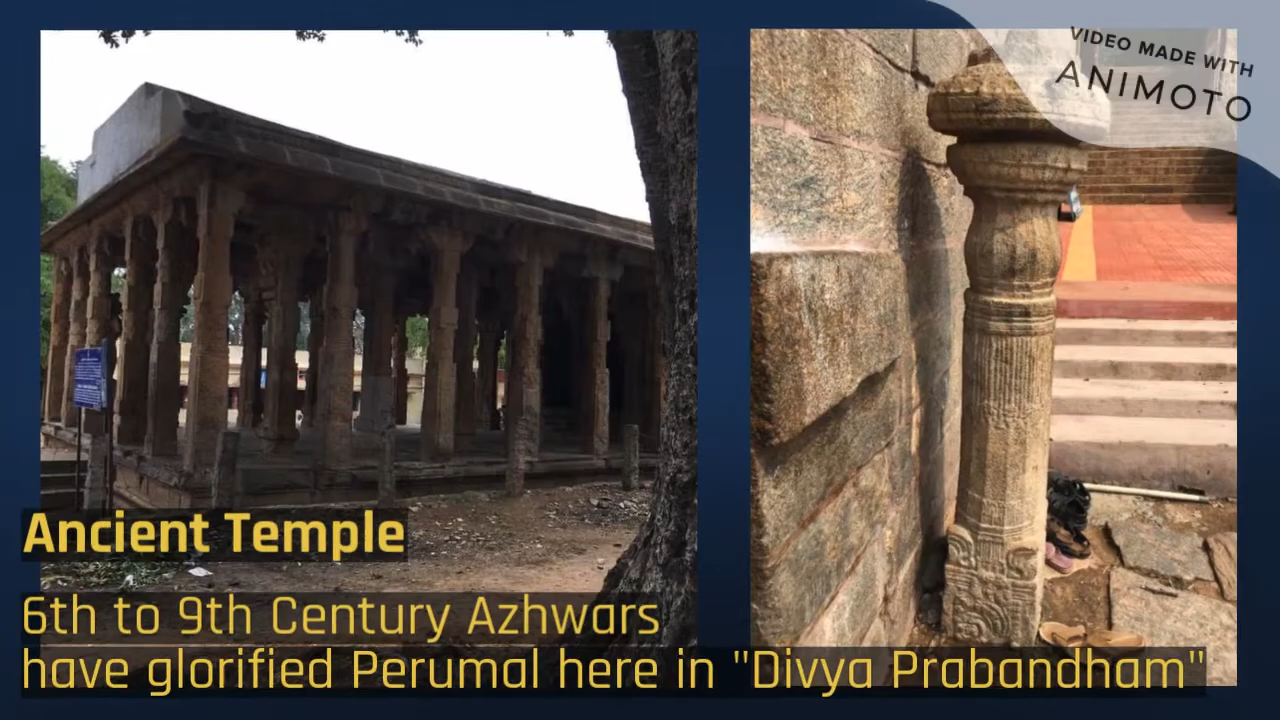 VIDEO MADE WITH
ANIMOTO
Ancient Temple
6th to 9th Century Azhwars
have glorified Perumal here in "Divya Prabandham"